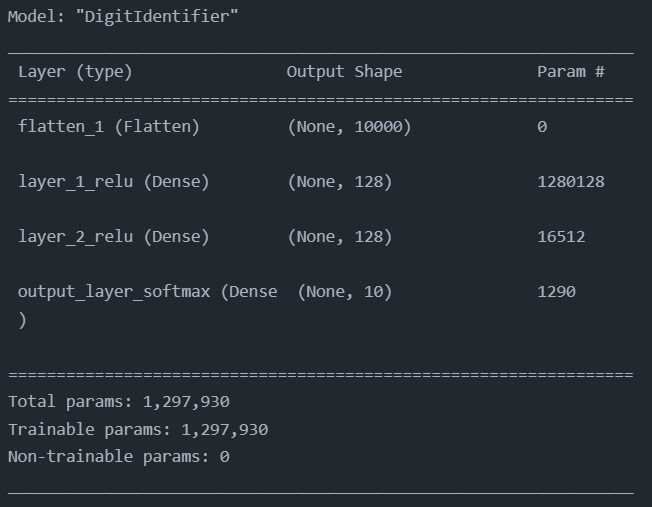 Model: "DigitIdentifier"
_________________________________________________________________
Layer (type)                Output Shape              Param #
=================================================================
flatten_1 (Flatten)         (None, 10000)             0
layer_1_relu (Dense)        (None, 128)               1280128
layer_2_relu (Dense)        (None, 128)               16512
output_layer_softmax (Dense  (None, 10)               1290
)
=================================================================
Total params: 1,297,930
Trainable params: 1,297,930
Non-trainable params: 0
_________________________________________________________________